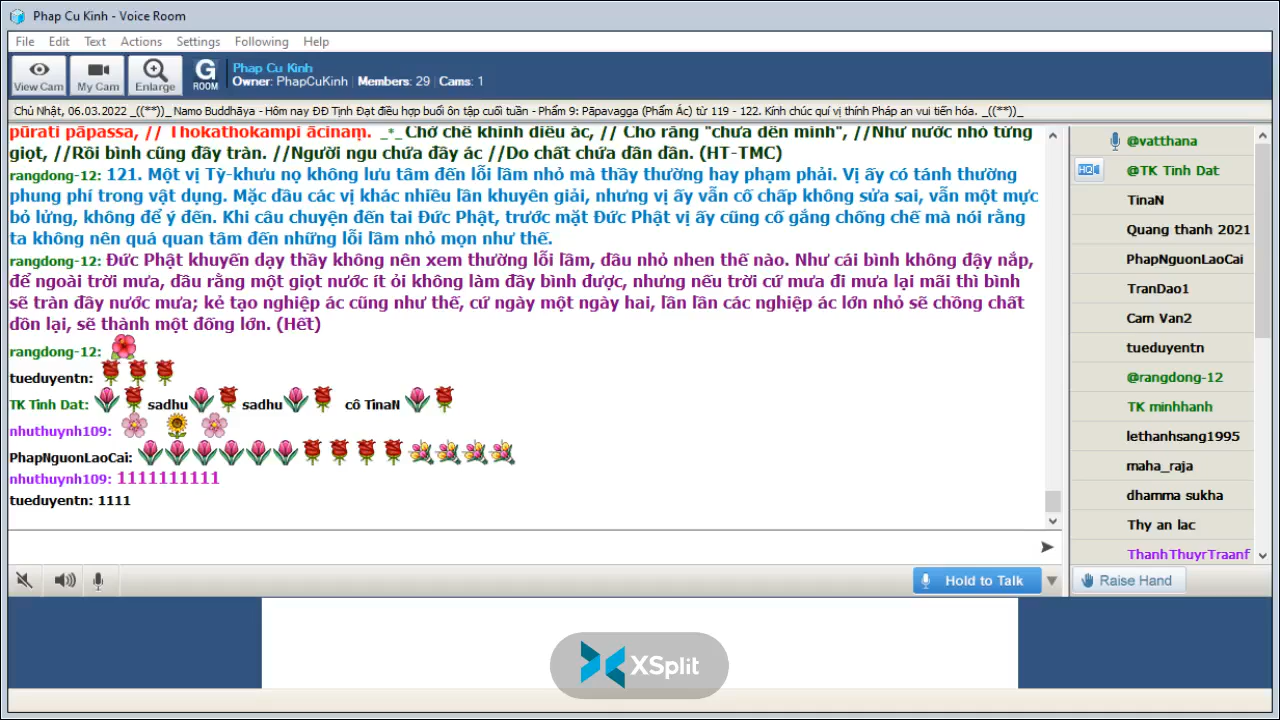 Phap Cu Kinh - Voice Room
File Edit Text Actions Settings Following Help
View Cam My Cam Enlarge G ROOM
Phap Cu Kinh
Owner: PhapCuKinh | Members: 29 | Cams: 1
Chủ Nhật, 06.03.2022 _((**))_ Namo Buddhāya - Hôm nay ĐĐ Tịnh Đạt điều hợp buổi ôn tập cuối tuần - Phẩm 9: Pāpavagga (Phẩm Ác) từ 119 - 122. Kính chúc quí vị thính Pháp an vui tiến hóa. _((**))_
pūrati pāpassa, // Thokathokampi ācinaṃ. _*_ Chớ chê khinh điều ác, // Cho rằng "chưa đến mình", //Như nước nhỏ từng
giọt, //Rồi bình cũng đầy tràn. //Người ngu chứa đầy ác //Do chất chứa dần dần. (HT-TMC)
rangdong-12: 121. Một vị Tỳ-khưu nọ không lưu tâm đến lỗi lầm nhỏ mà thầy thường hay phạm phải. Vị ấy có tánh thường
phung phí trong vật dụng. Mặc dầu các vị khác nhiều lần khuyên giải, nhưng vị ấy vẫn cố chấp không sửa sai, vẫn một mực
bỏ lửng, không để ý đến. Khi câu chuyện đến tai Đức Phật, trước mặt Đức Phật vị ấy cũng cố gắng chống chế mà nói rằng
ta không nên quá quan tâm đến những lỗi lầm nhỏ mọn như thế.
rangdong-12: Đức Phật khuyến dạy thầy không nên xem thường lỗi lầm, dầu nhỏ nhen thế nào. Như cái bình không đậy nắp,
để ngoài trời mưa, dầu rằng một giọt nước ít ỏi không làm đầy bình được, nhưng nếu trời cứ mưa đi mưa lại mãi thì bình
sẽ tràn đầy nước mưa; kẻ tạo nghiệp ác cũng như thế, cứ ngày một ngày hai, lần lần các nghiệp ác lớn nhỏ sẽ chồng chất
dồn lại, sẽ thành một đống lớn. (Hết)
rangdong-12:
tueduyentn:
TK Tinh Dat: sadhu sadhu cô TinaN
nhuthuynh109:
PhapNguonLaoCai:
nhuthuynh109: 1111111111
tueduyentn: 1111
@vatthana
HQ @TK Tinh Dat
TinaN
Quang thanh 2021
PhapNguonLaoCai
TranDao1
Cam Van2
tueduyentn
@rangdong-12
TK minhhanh
lethanhsang1995
maha_raja
dhamma sukha
Thy an lac
ThanhThuyrTraanf
Hold to Talk
Raise Hand
XSplit